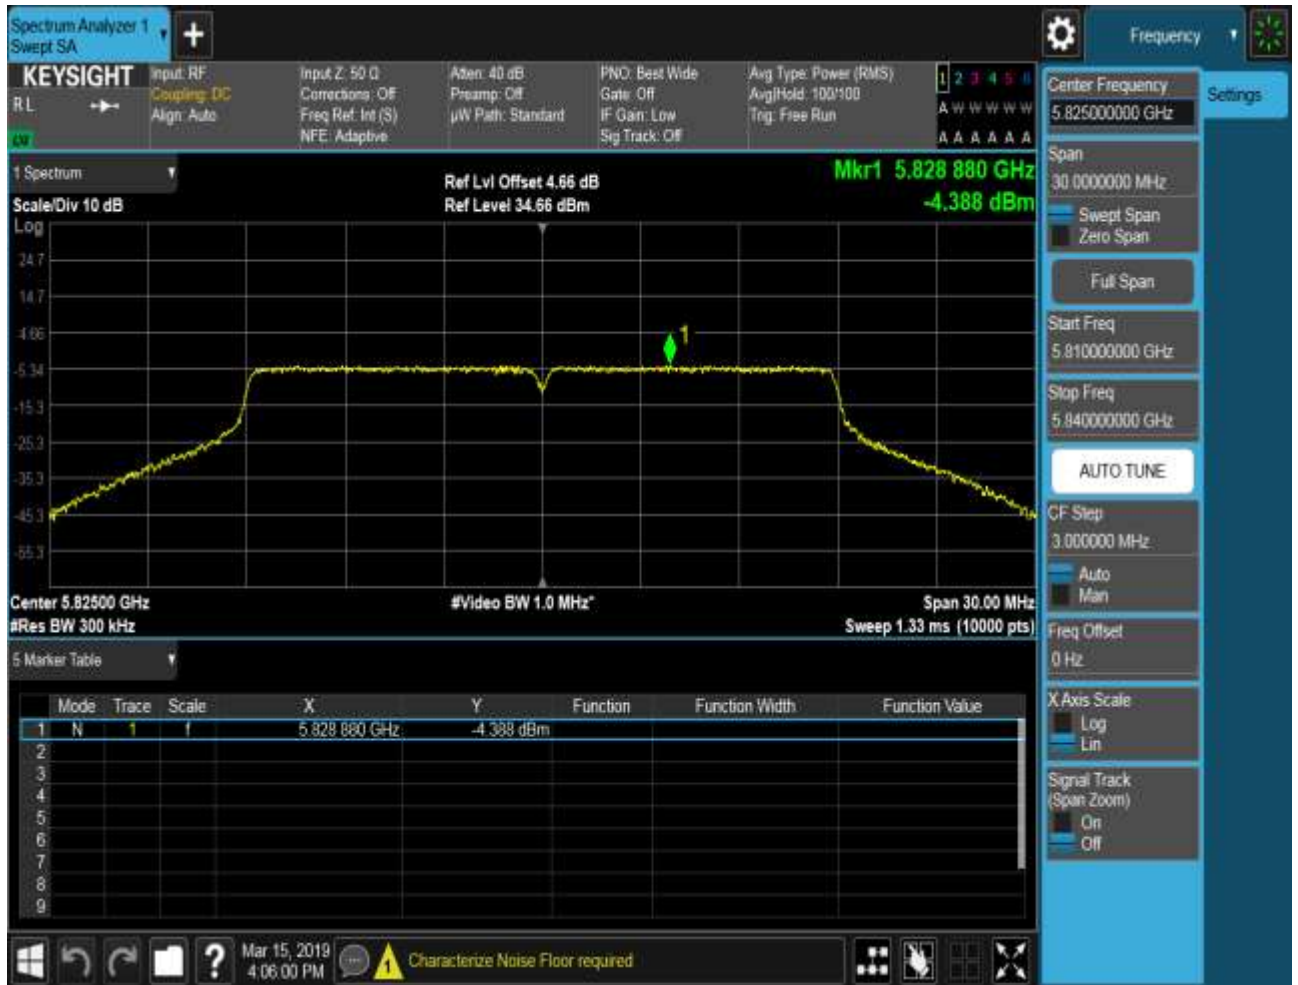 Spectrum Analyzer 1
Swept SA
Frequency
KEYSIGHT
R L
Input: RF
Coupling: DC
Align: Auto
Input Z: 50 Ω
Corrections: Off
Freq Ref: Int (S)
NFE: Adaptive
Atten: 40 dB
Preamp: Off
µW Path: Standard
PNO: Best Wide
Gate: Off
IF Gain: Low
Sig Track: Off
Avg Type: Power (RMS)
Avg|Hold: 100/100
Trig: Free Run
1 2 3 4 5 6
A W W W W W
A A A A A A
1 Spectrum
Scale/Div 10 dB
Ref Lvl Offset 4.66 dB
Ref Level 34.66 dBm
Mkr1 5.828 880 GHz
-4.388 dBm
Log
24.7
14.7
4.66
-5.34
-15.3
-25.3
-35.3
-45.3
-55.3
1
Center 5.82500 GHz
#Res BW 300 kHz
#Video BW 1.0 MHz*
Span 30.00 MHz
Sweep 1.33 ms (10000 pts)
5 Marker Table
Mode Trace Scale X Y Function Function Width Function Value
1 N 1 f 5.828 880 GHz -4.388 dBm
2
3
4
5
6
7
8
9
Mar 15, 2019
4:06:00 PM
1
Characterize Noise Floor required
Center Frequency
5.825000000 GHz
Settings
Span
30.0000000 MHz
Swept Span
Zero Span
Full Span
Start Freq
5.810000000 GHz
Stop Freq
5.840000000 GHz
AUTO TUNE
CF Step
3.000000 MHz
Auto
Man
Freq Offset
0 Hz
X Axis Scale
Log
Lin
Signal Track
(Span Zoom)
On
Off